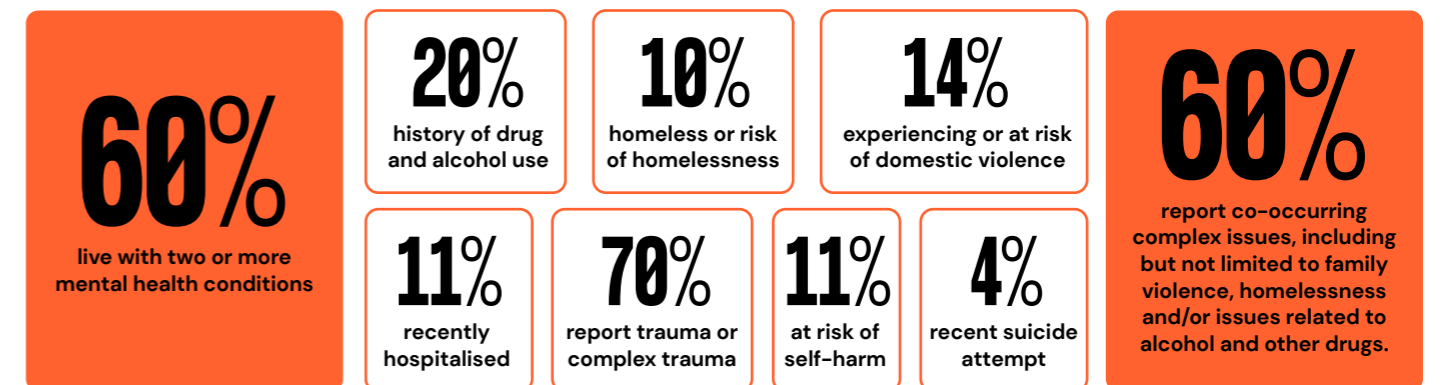 60%
live with two or more
mental health conditions
20%
history of drug
and alcohol use
10%
homeless or risk
of homelessness
14%
experiencing or at risk
of domestic violence
11%
recently
hospitalised
70%
report trauma or
complex trauma
11%
at risk of
self-harm
4%
recent suicide
attempt
60%
report co-occurring
complex issues, including
but not limited to family
violence, homelessness
and/or issues related to
alcohol and other drugs.